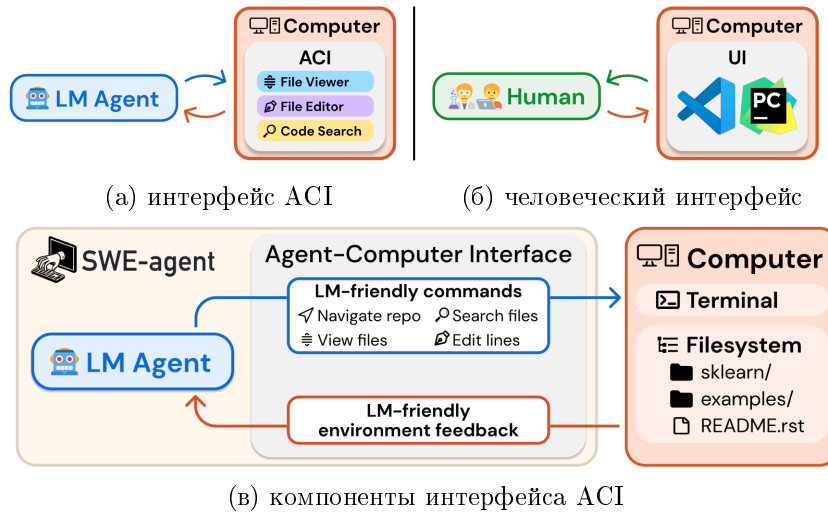 Computer
ACI
File Viewer
File Editor
Code Search
LM Agent
Computer
UI
PC
Human
(а) интерфейс ACI
(б) человеческий интерфейс
SWE-agent
Agent-Computer Interface
LM-friendly commands
Navigate repo
Search files
View files
Edit lines
LM Agent
LM-friendly
environment feedback
Computer
Terminal
Filesystem
sklearn/
examples/
README.rst
(в) компоненты интерфейса ACI